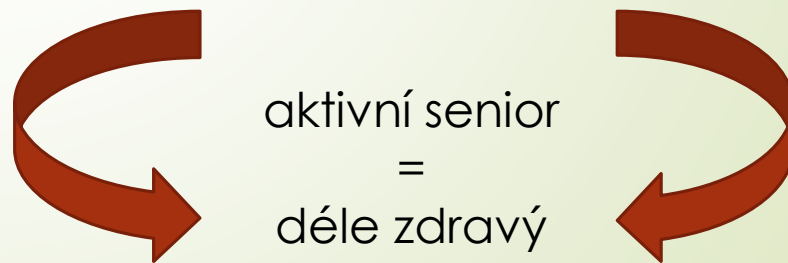 aktivní senior
=
déle zdravý